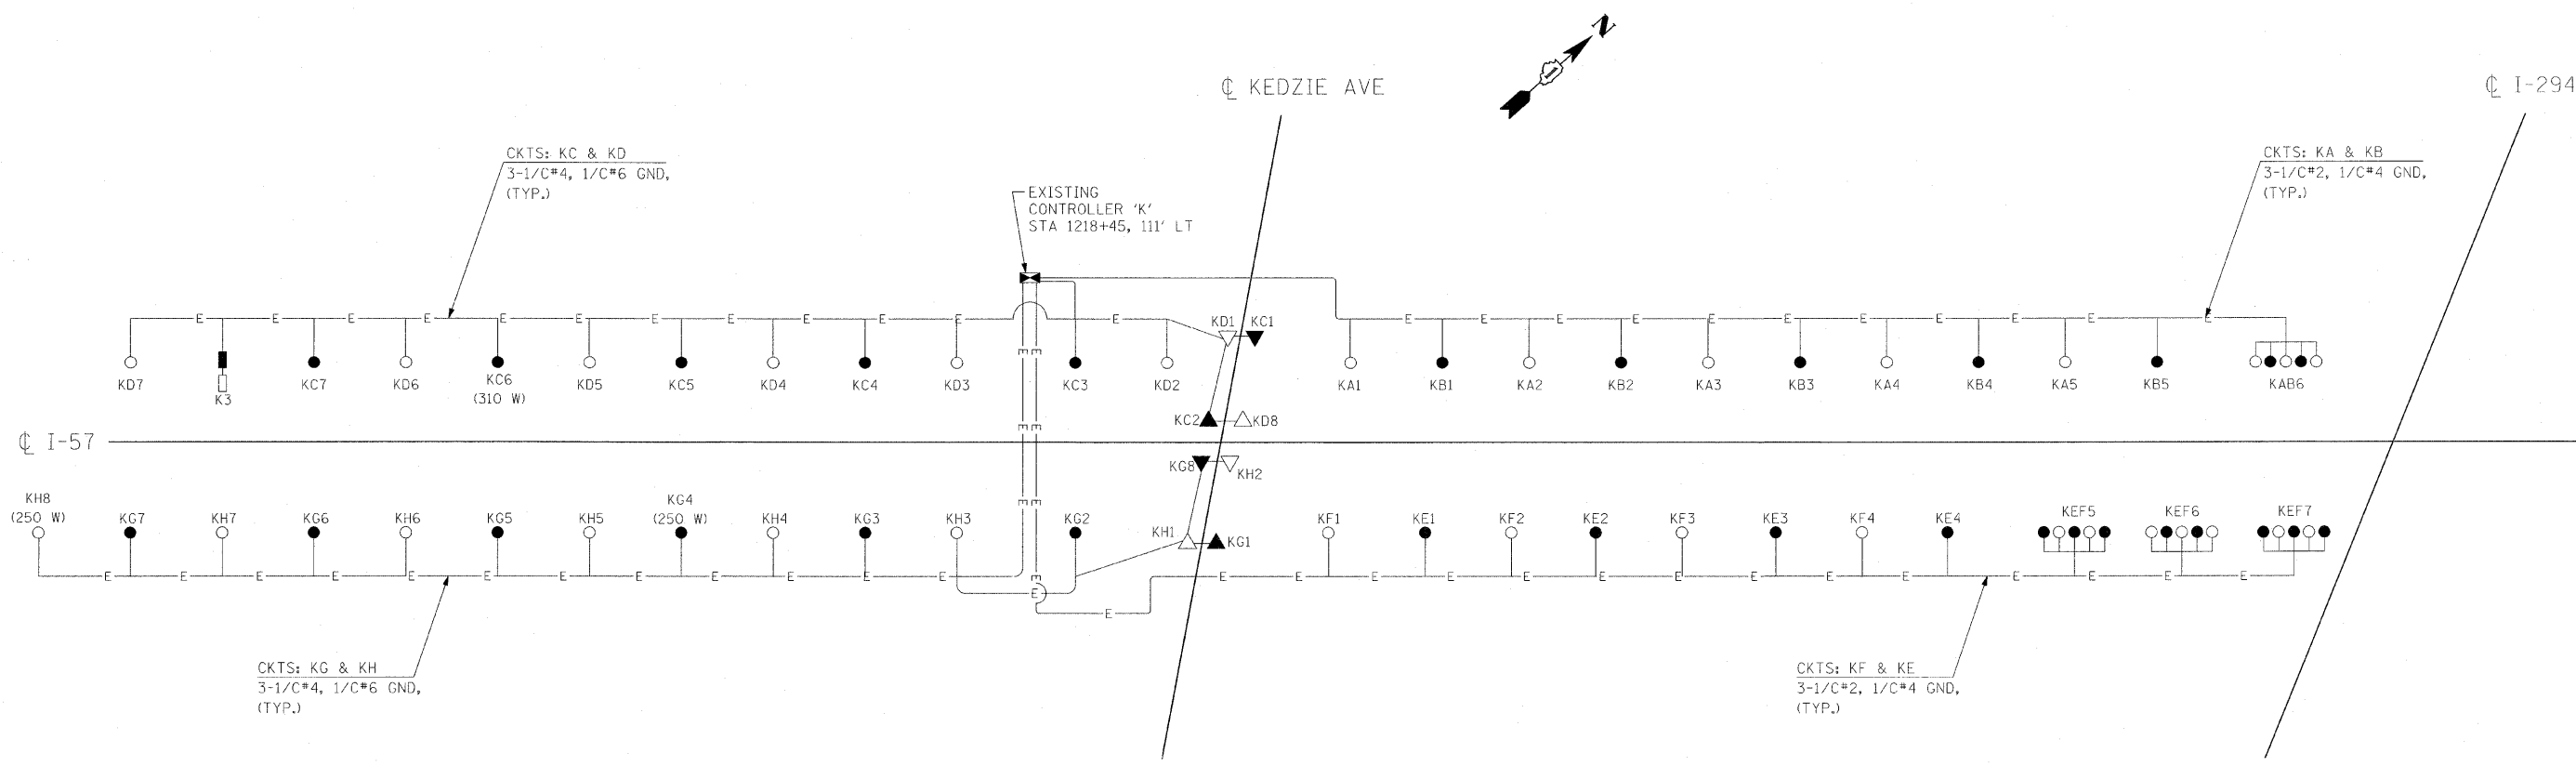 N
I
℄ KEDZIE AVE
℄ I-294
CKTS: KC & KD
3-1/C#4, 1/C#6 GND,
(TYP.)
EXISTING
CONTROLLER 'K'
STA 1218+45, 111' LT
CKTS: KA & KB
3-1/C#2, 1/C#4 GND,
(TYP.)
E E E E E E E E E E E E E E E E E E E E E E E E
KD1 KC1
KD7 K3 KC7 KD6 KC6 KD5 KC5 KD4 KC4 KD3 KC3 KD2 KA1 KB1 KA2 KB2 KA3 KB3 KA4 KB4 KA5 KB5 KAB6
(310 W)
E E
KC2 KD8
E E
℄ I-57
KG8 KH2
E E
KH8 KG7 KH7 KG6 KH6 KG5 KH5 KG4 KH4 KG3 KH3 KG2 KH1 KG1 KF1 KE1 KF2 KE2 KF3 KE3 KF4 KE4 KEF5 KEF6 KEF7
(250 W) (250 W)
E E E E E E E E E E E E E E E E E E E E E E E E E E E
E
E
CKTS: KG & KH
3-1/C#4, 1/C#6 GND,
(TYP.)
CKTS: KF & KE
3-1/C#2, 1/C#4 GND,
(TYP.)